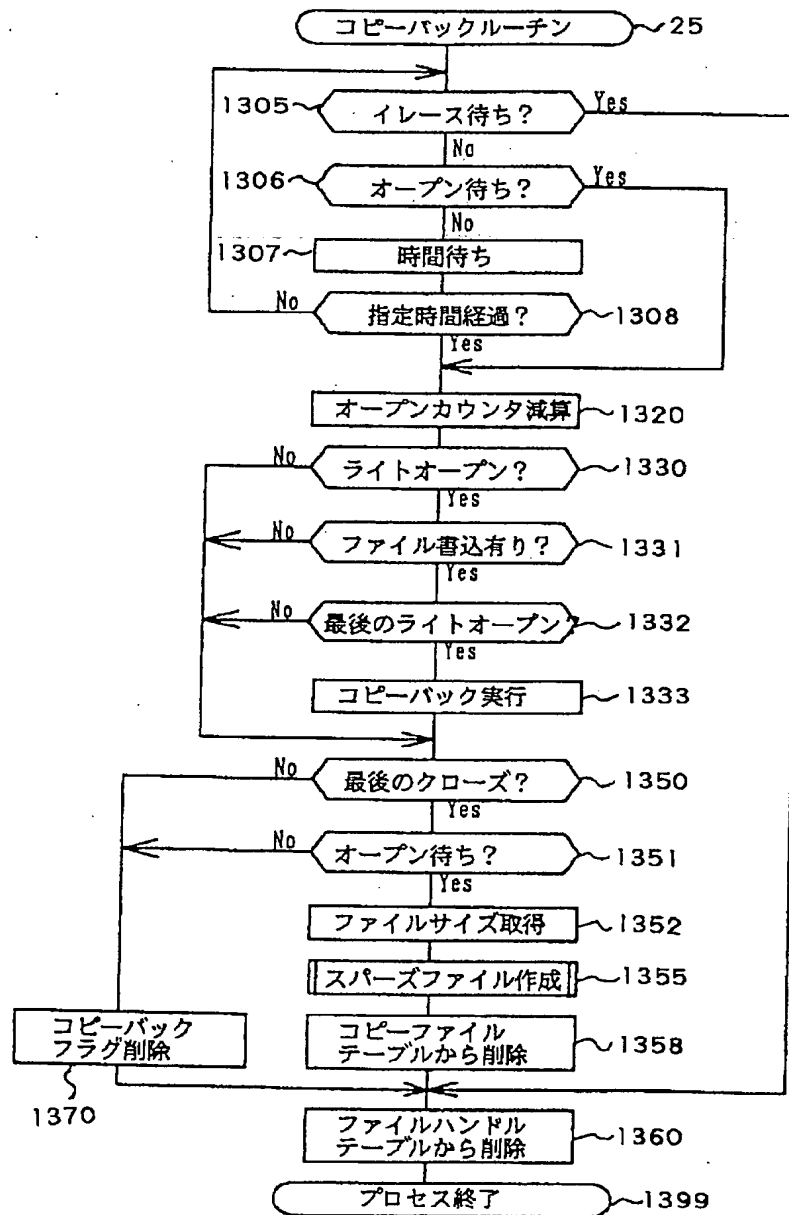 コピーバックルーチン 25
1305 イレース待ち? Yes
No
1306 オープン待ち? Yes
No
1307 時間待ち
No 指定時間経過? 1308
Yes
オープンカウンタ減算 1320
No ライトオープン? 1330
Yes
No ファイル書込有り? 1331
Yes
No 最後のライトオープン? 1332
Yes
コピーバック実行 1333
No 最後のクローズ? 1350
Yes
No オープン待ち? 1351
Yes
ファイルサイズ取得 1352
スパーズファイル作成 1355
コピーバック
フラグ削除
1370
コピーファイル
テーブルから削除 1358
ファイルハンドル
テーブルから削除 1360
プロセス終了 1399